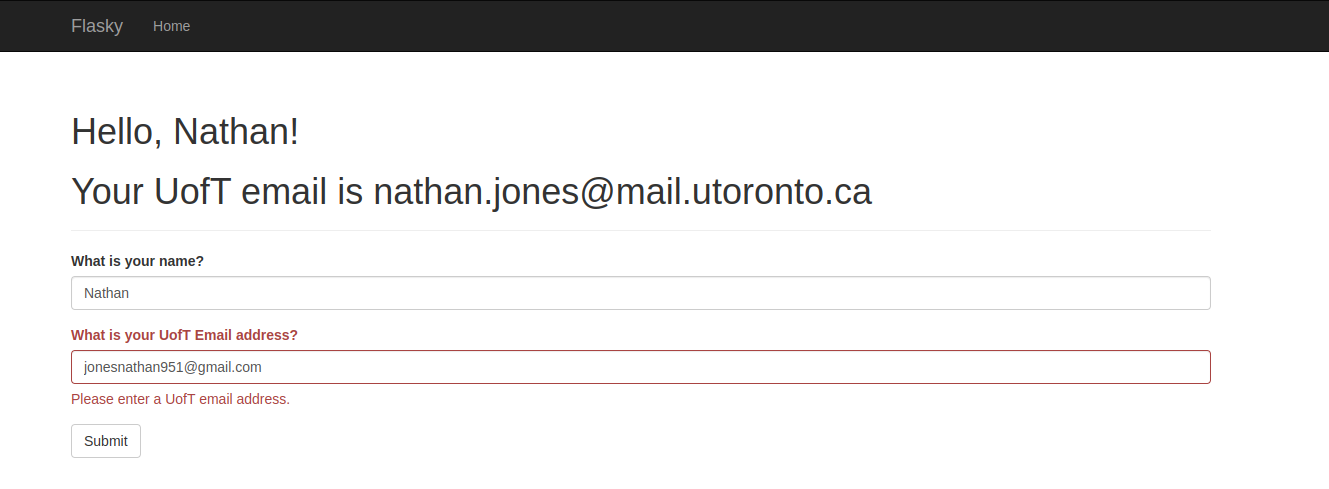 Flasky Home
Hello, Nathan!
Your UofT email is nathan.jones@mail.utoronto.ca
What is your name?
Nathan
What is your UofT Email address?
jonesnathan951@gmail.com
Please enter a UofT email address.
Submit